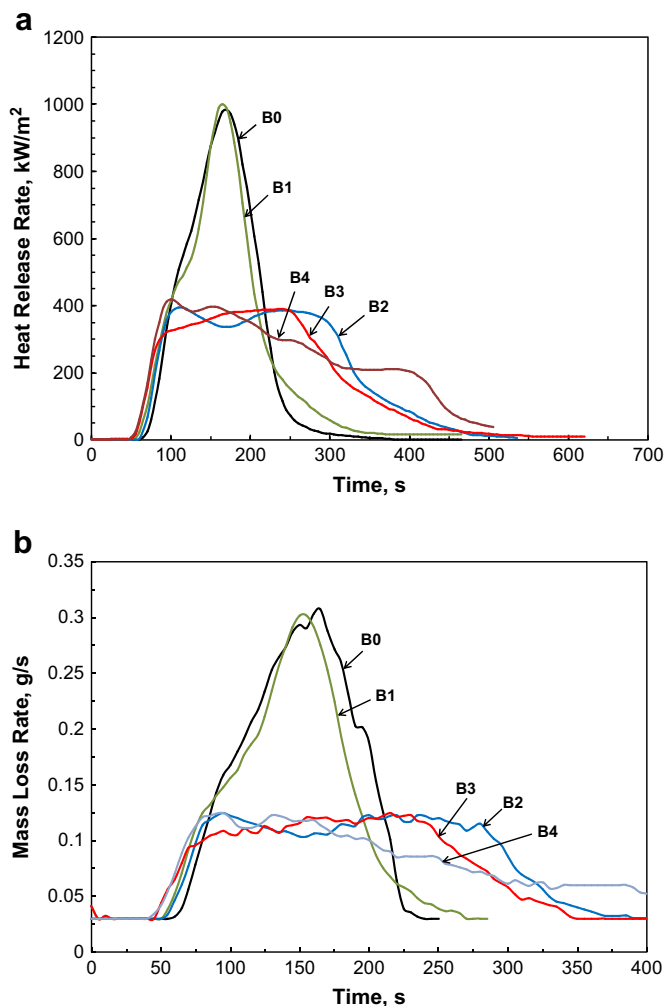 a
1200
1000
800
600
400
200
0
Heat Release Rate, kW/m²
B0
B1
B4
B3
B2
0 100 200 300 400 500 600 700
Time, s
b
0.35
0.3
0.25
0.2
0.15
0.1
0.05
0
Mass Loss Rate, g/s
B0
B1
B3
B2
B4
0 50 100 150 200 250 300 350 400
Time, s